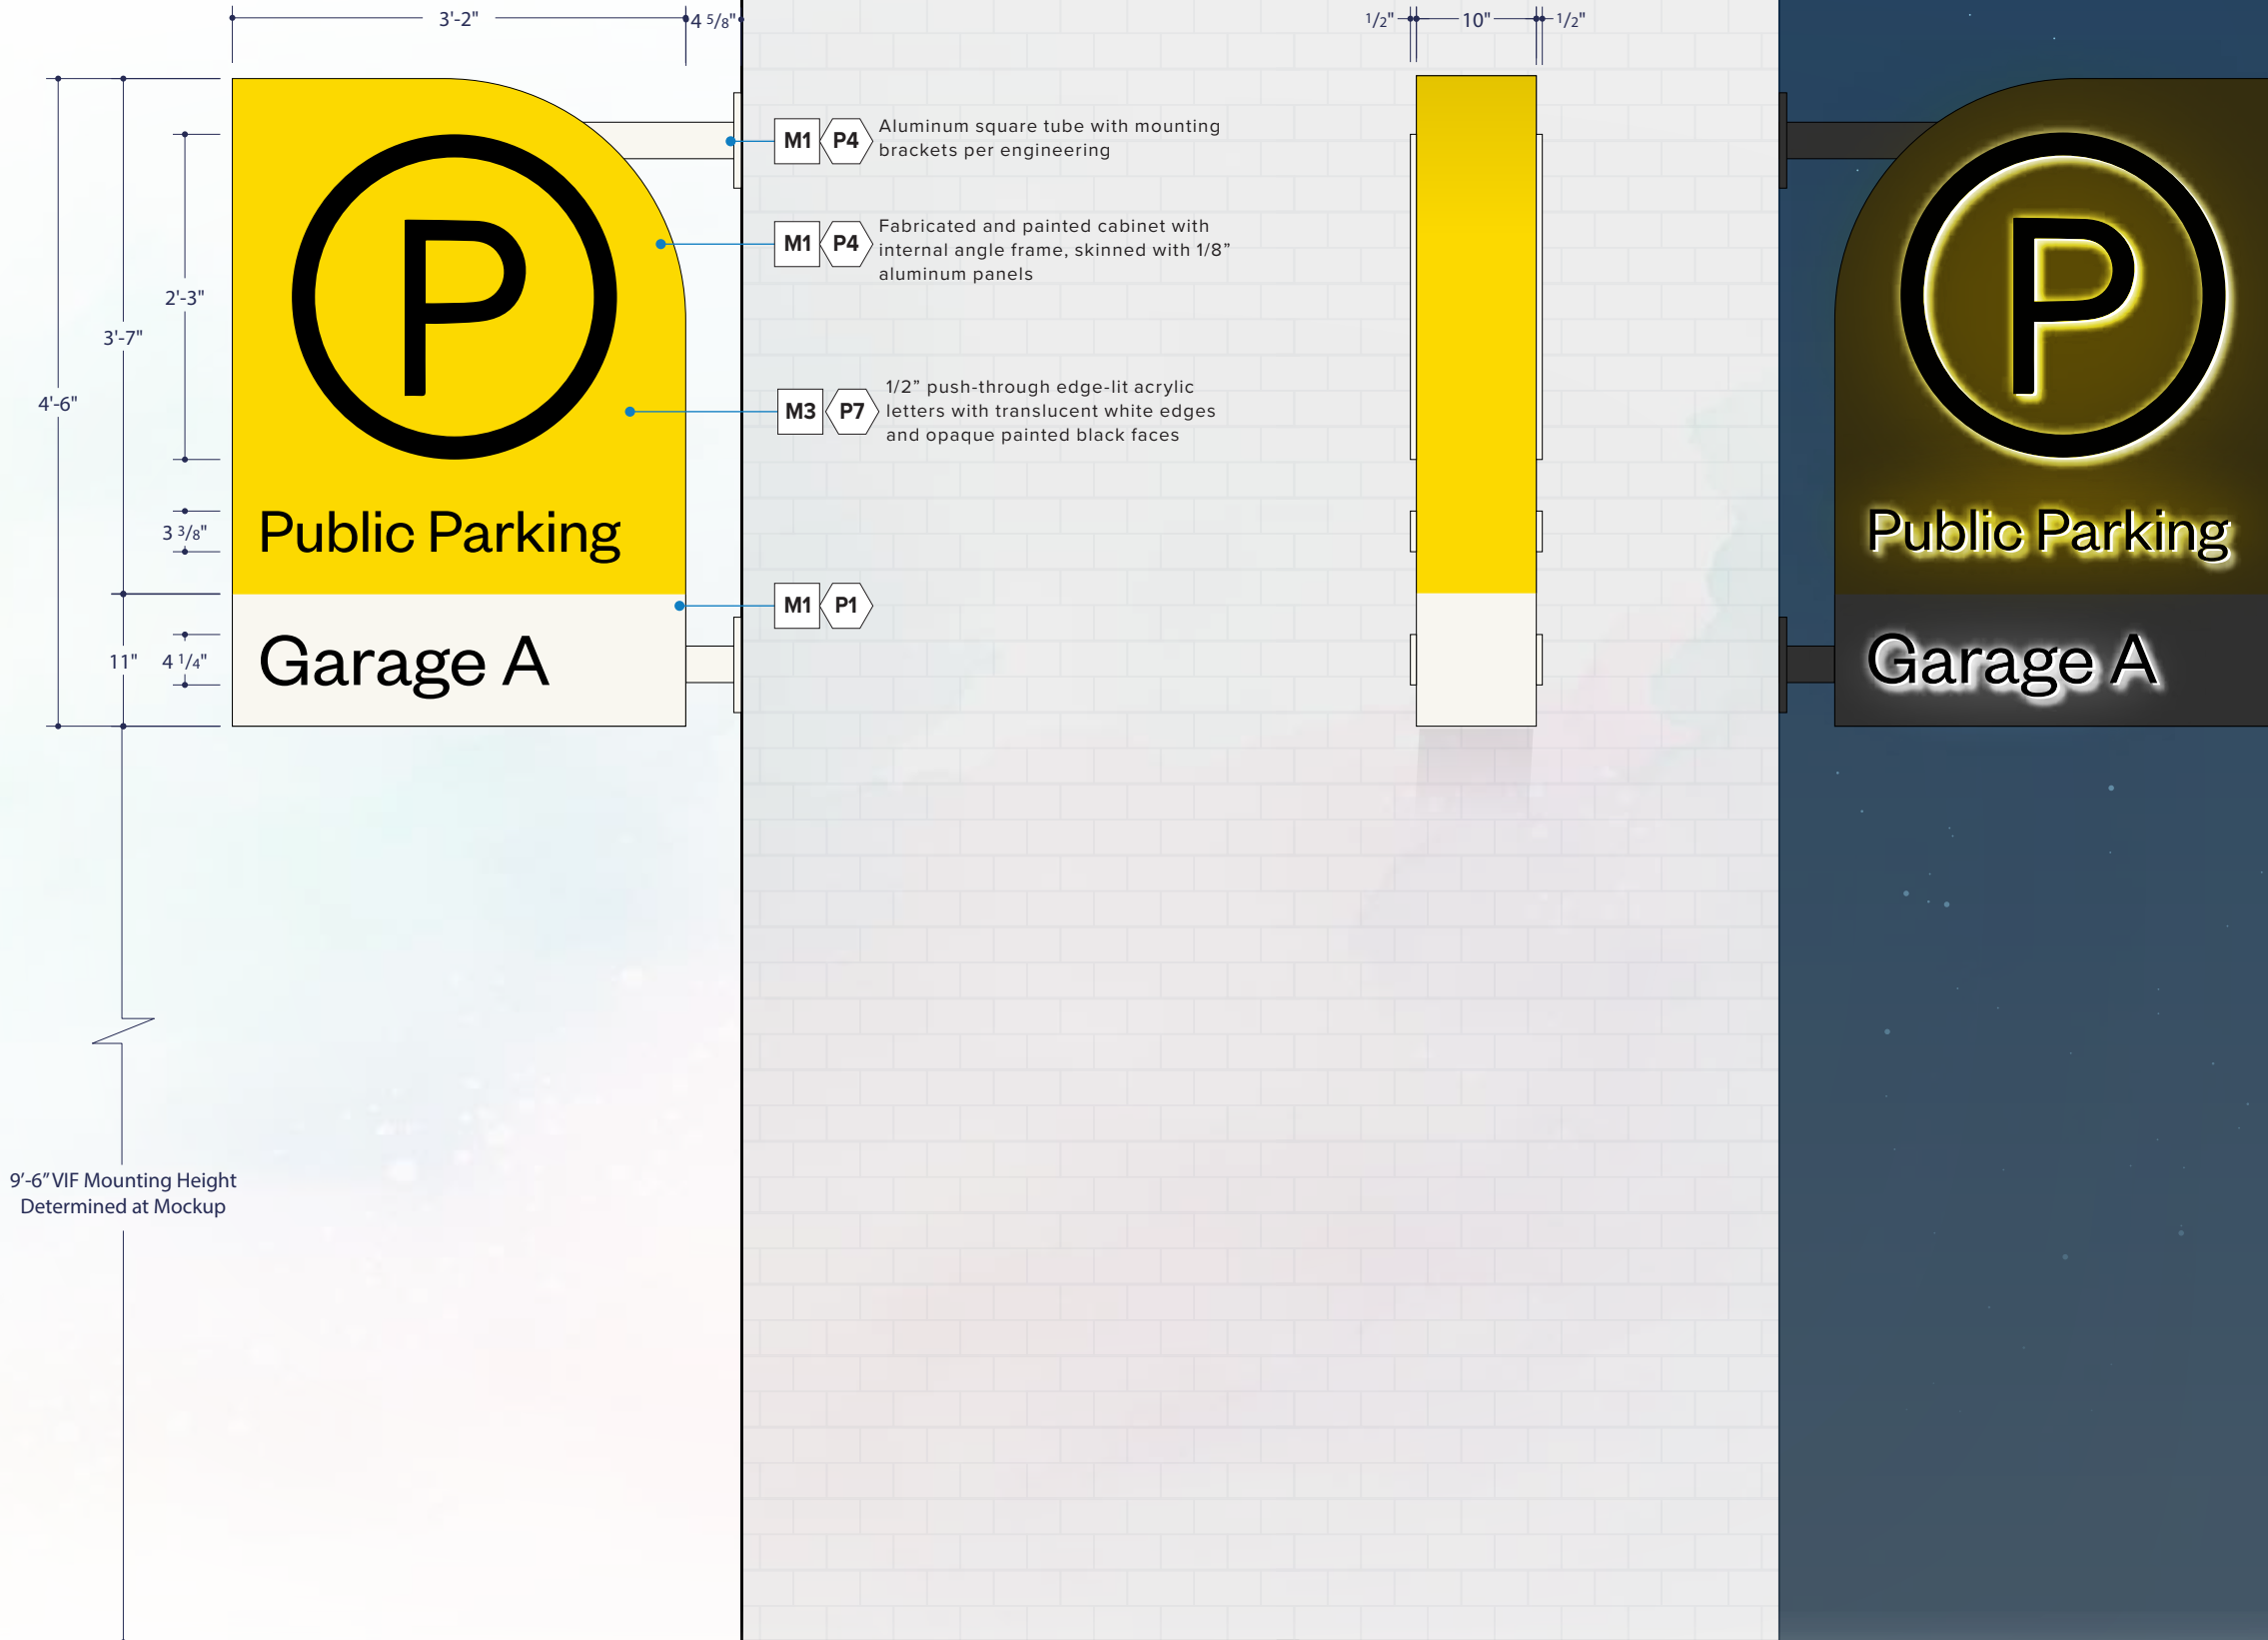 3'-2"
4 5/8"
1/2"
10"
1/2"
M1 P4 Aluminum square tube with mounting
brackets per engineering
M1 P4 Fabricated and painted cabinet with
internal angle frame, skinned with 1/8”
aluminum panels
M3 P7 1/2” push-through edge-lit acrylic
letters with translucent white edges
and opaque painted black faces
M1 P1
4'-6"
3'-7"
2'-3"
3 3/8"
11"
4 1/4"
P
Public Parking
Garage A
P
Public Parking
Garage A
9’-6” VIF Mounting Height
Determined at Mockup